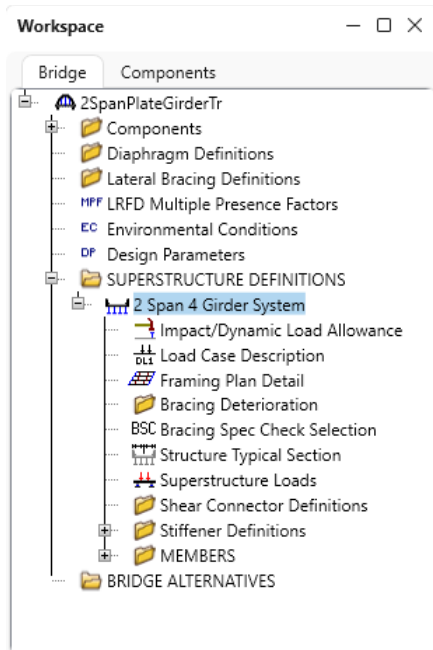 Workspace
Bridge Components
2SpanPlateGirderTr
Components
Diaphragm Definitions
Lateral Bracing Definitions
MPF LRFD Multiple Presence Factors
EC Environmental Conditions
DP Design Parameters
SUPERSTRUCTURE DEFINITIONS
2 Span 4 Girder System
Impact/Dynamic Load Allowance
DL1 Load Case Description
Framing Plan Detail
Bracing Deterioration
BSC Bracing Spec Check Selection
Structure Typical Section
Superstructure Loads
Shear Connector Definitions
Stiffener Definitions
MEMBERS
BRIDGE ALTERNATIVES